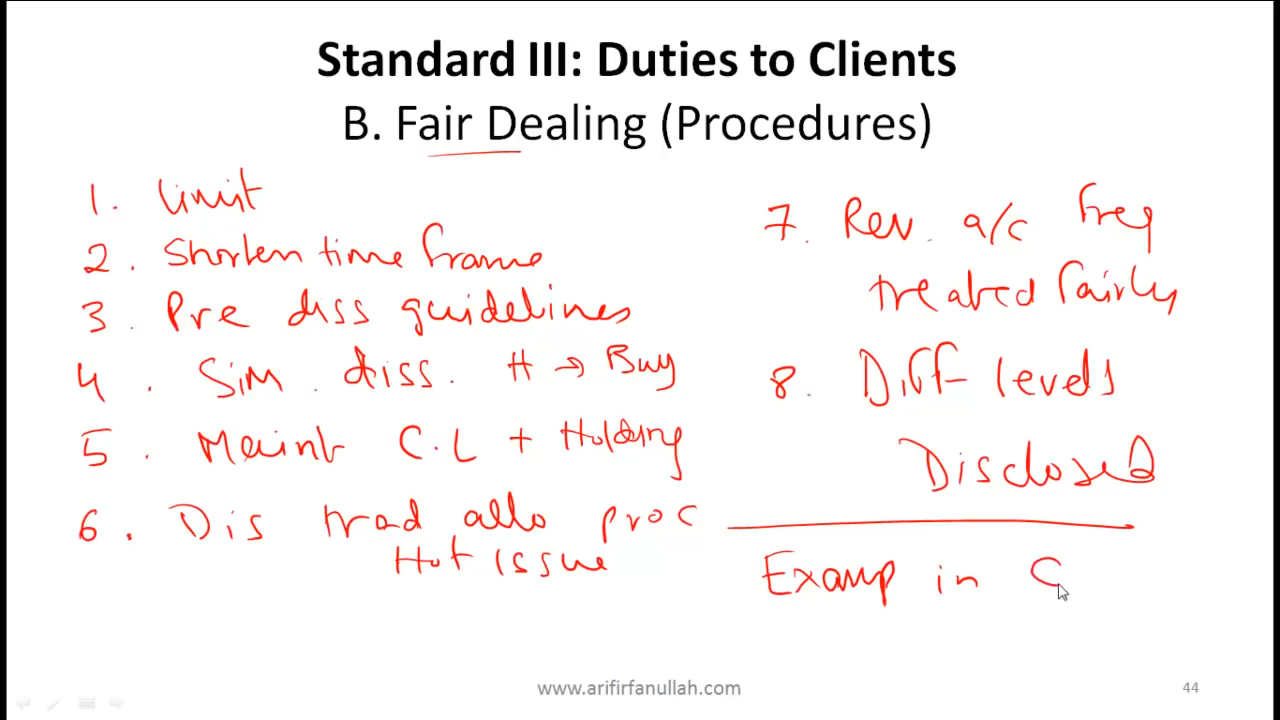 Standard III: Duties to Clients
B. Fair Dealing (Procedures)
1. limit
2. Shorten time frame
3. Pre diss guidelines
4. Sim. diss. H → Buy
5. Maint C.L + Holding
6. Dis trad allo proc
Hot issue
7. Rev. a/c freq
treated fairly
8. Diff levels
Disclosed
Examp in C
www.arifirfanullah.com
44